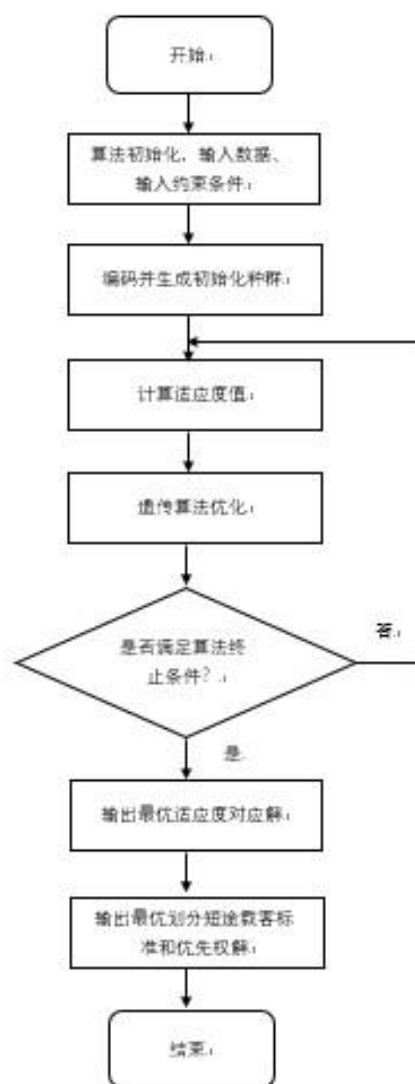 开始
算法初始化，输入数据、
输入约束条件
编码并生成初始化种群
计算适应度值
遗传算法优化
是否满足算法终
止条件？
答
是
输出最优适应度对应解
输出最优划分短途载客标
准和优先权解
结束